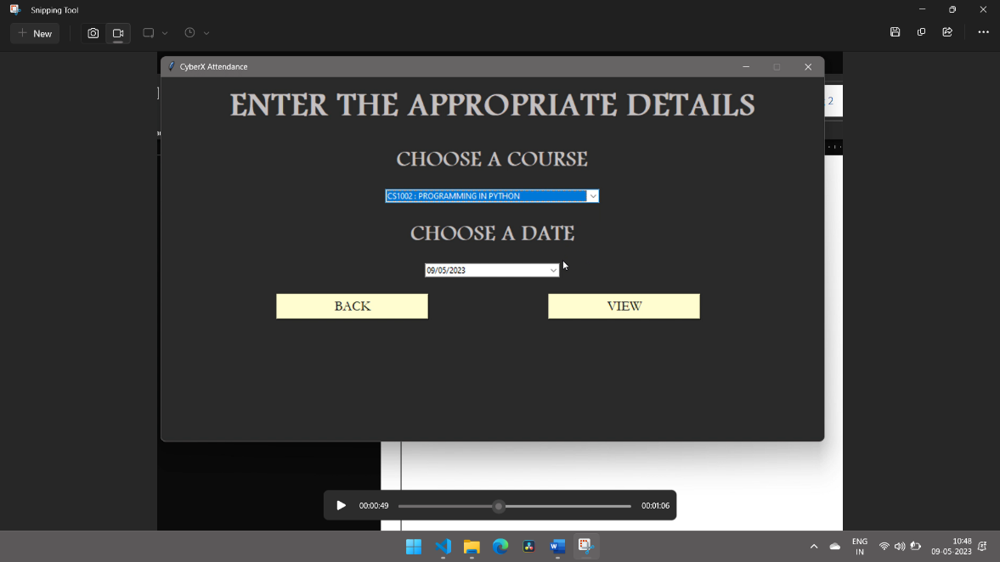 Snipping Tool
New
CyberX Attendance
ENTER THE APPROPRIATE DETAILS
2
CHOOSE A COURSE
CS1002 : PROGRAMMING IN PYTHON
CHOOSE A DATE
09/05/2023
BACK
VIEW
00:00:49
00:01:06
ENG
IN
10:48
09-05-2023